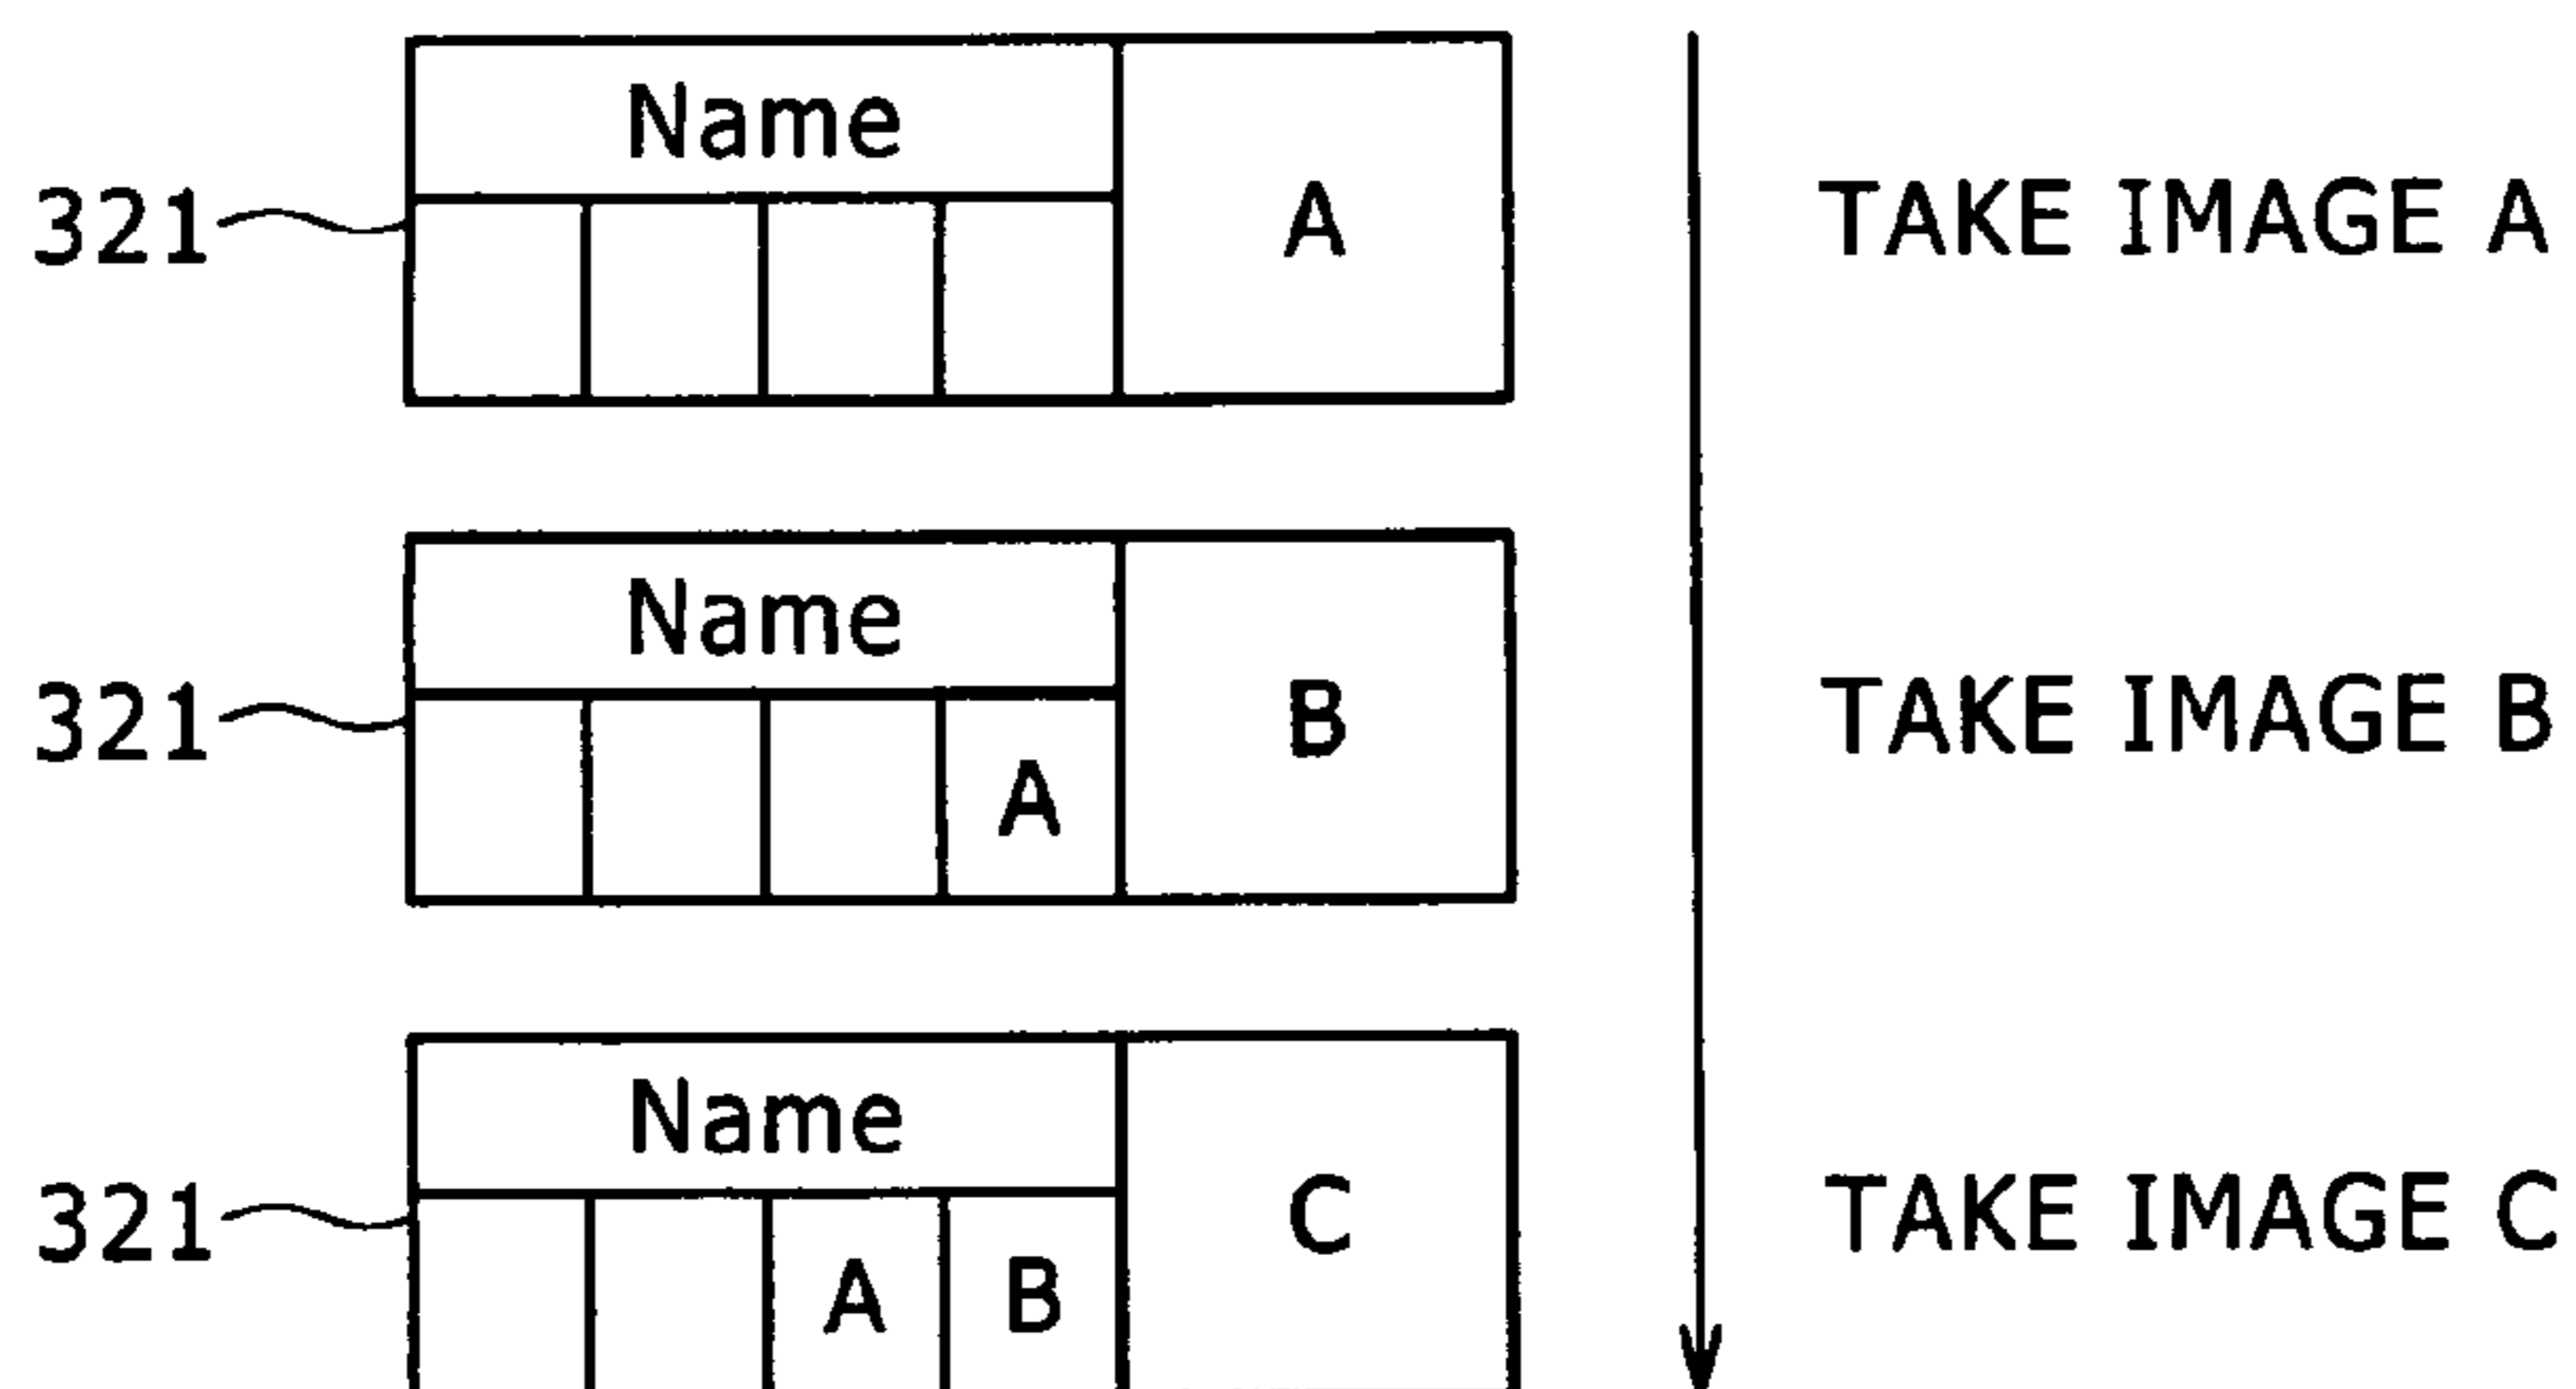 Name
321
A
TAKE IMAGE A
Name
321
A
B
TAKE IMAGE B
Name
321
A B
C
TAKE IMAGE C